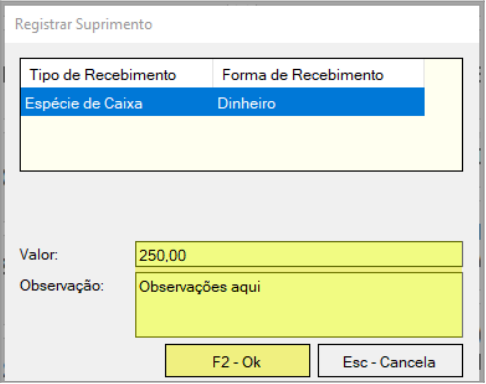 Registrar Suprimento
Tipo de Recebimento Forma de Recebimento
Espécie de Caixa Dinheiro
Valor: 250,00
Observação: Observações aqui
F2 - Ok Esc - Cancela